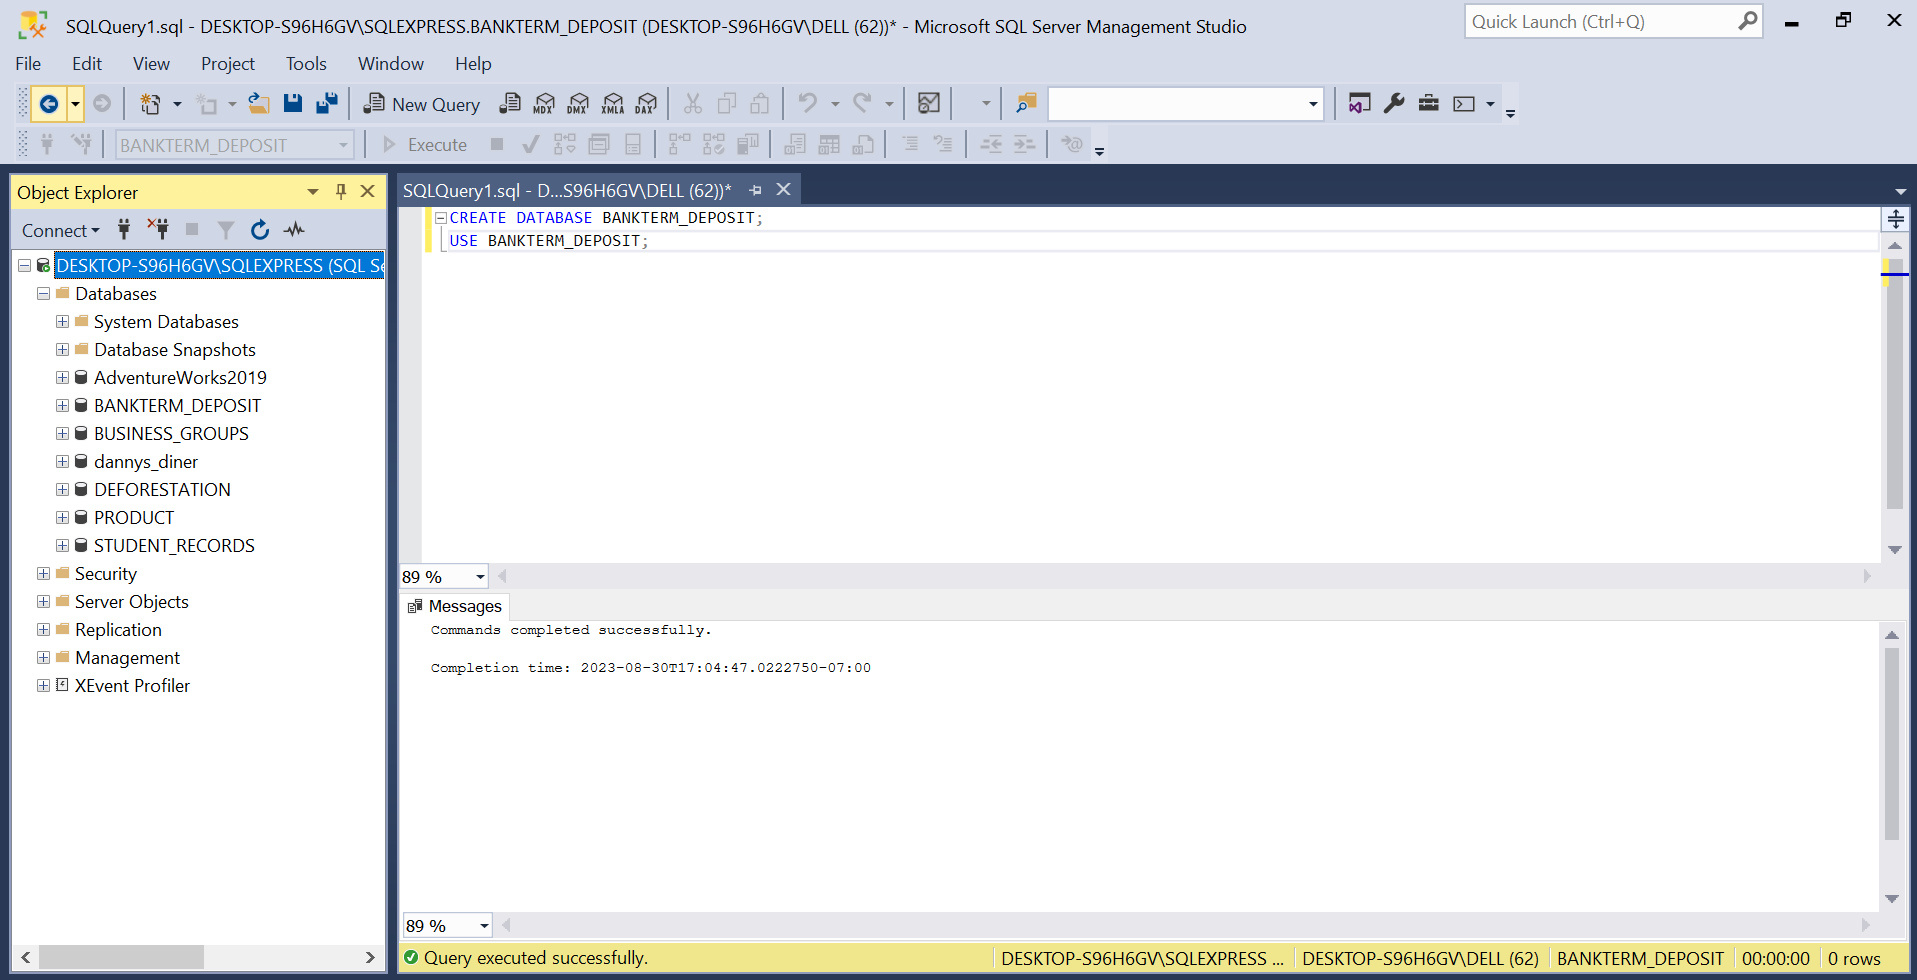 SQLQuery1.sql - DESKTOP-S96H6GV\SQLEXPRESS.BANKTERM_DEPOSIT (DESKTOP-S96H6GV\DELL (62))* - Microsoft SQL Server Management Studio
Quick Launch (Ctrl+Q)
File Edit View Project Tools Window Help
New Query MDX DMX XMLA DAX
BANKTERM_DEPOSIT Execute
Object Explorer
Connect
DESKTOP-S96H6GV\SQLEXPRESS (SQL Se
Databases
System Databases
Database Snapshots
AdventureWorks2019
BANKTERM_DEPOSIT
BUSINESS_GROUPS
dannys_diner
DEFORESTATION
PRODUCT
STUDENT_RECORDS
Security
Server Objects
Replication
Management
XEvent Profiler
SQLQuery1.sql - D...S96H6GV\DELL (62))*
CREATE DATABASE BANKTERM_DEPOSIT;
USE BANKTERM_DEPOSIT;
89 %
Messages
Commands completed successfully.
Completion time: 2023-08-30T17:04:47.0222750-07:00
89 %
Query executed successfully.
DESKTOP-S96H6GV\SQLEXPRESS ... DESKTOP-S96H6GV\DELL (62) BANKTERM_DEPOSIT 00:00:00 0 rows